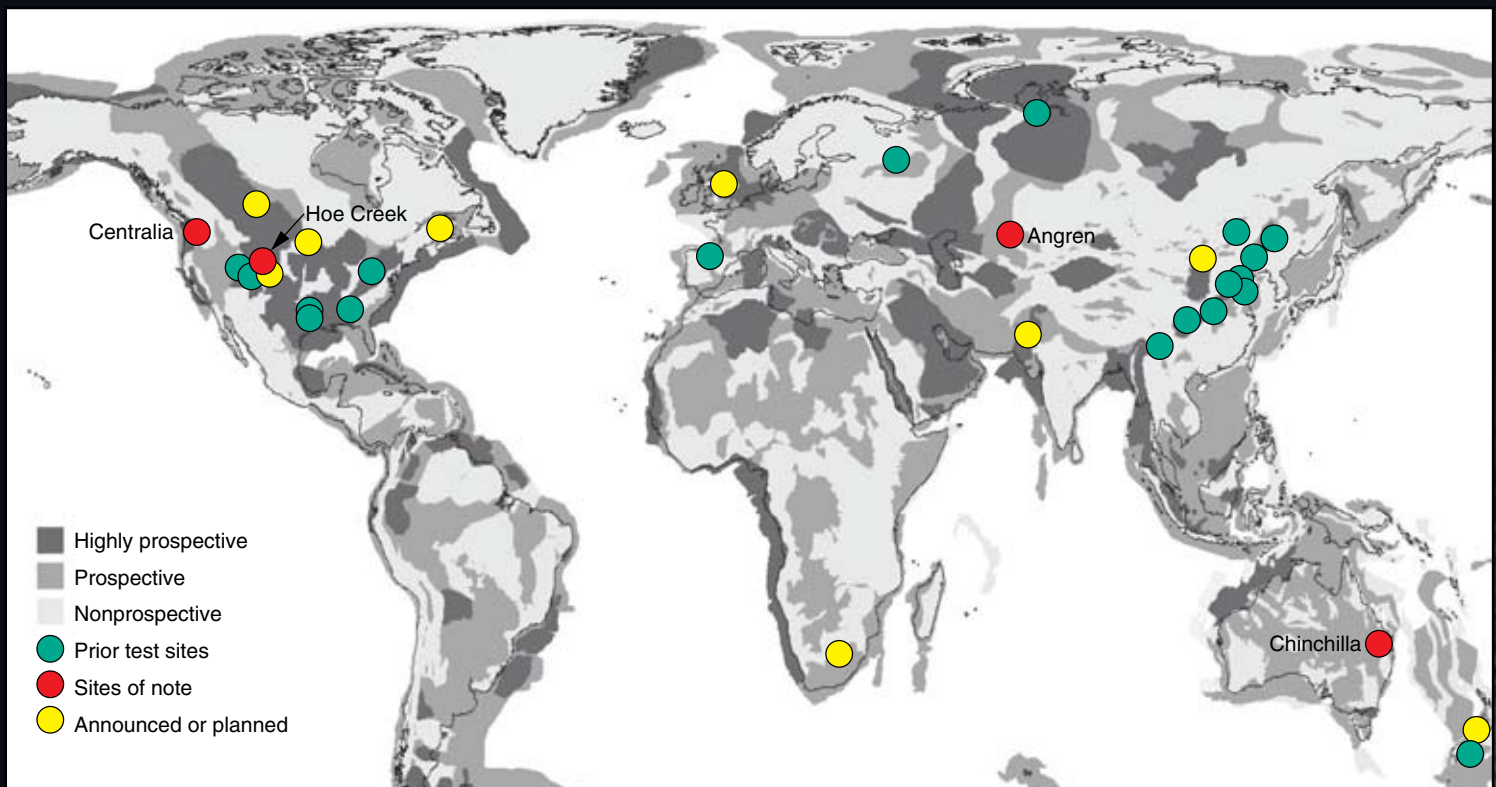 Centralia
Hoe Creek
Angren
Chinchilla
Highly prospective
Prospective
Nonprospective
Prior test sites
Sites of note
Announced or planned